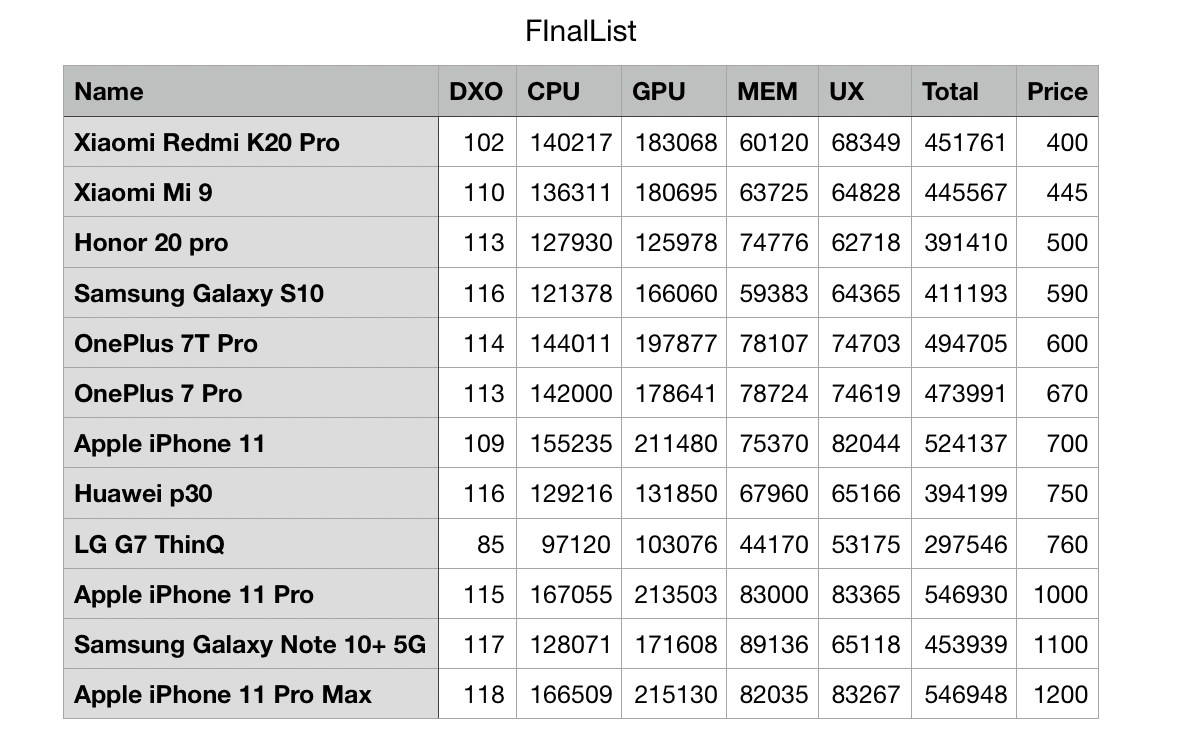 FInalList
Name DXO CPU GPU MEM UX Total Price
Xiaomi Redmi K20 Pro 102 140217 183068 60120 68349 451761 400
Xiaomi Mi 9 110 136311 180695 63725 64828 445567 445
Honor 20 pro 113 127930 125978 74776 62718 391410 500
Samsung Galaxy S10 116 121378 166060 59383 64365 411193 590
OnePlus 7T Pro 114 144011 197877 78107 74703 494705 600
OnePlus 7 Pro 113 142000 178641 78724 74619 473991 670
Apple iPhone 11 109 155235 211480 75370 82044 524137 700
Huawei p30 116 129216 131850 67960 65166 394199 750
LG G7 ThinQ 85 97120 103076 44170 53175 297546 760
Apple iPhone 11 Pro 115 167055 213503 83000 83365 546930 1000
Samsung Galaxy Note 10+ 5G 117 128071 171608 89136 65118 453939 1100
Apple iPhone 11 Pro Max 118 166509 215130 82035 83267 546948 1200